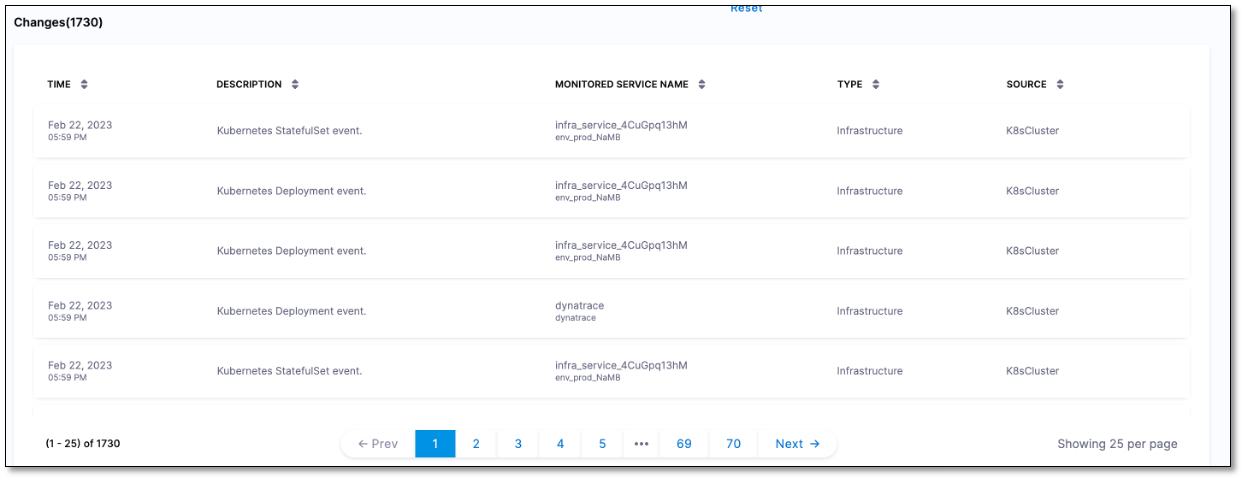 Reset
Changes(1730)
TIME DESCRIPTION MONITORED SERVICE NAME TYPE SOURCE
Feb 22, 2023
05:59 PM
Kubernetes StatefulSet event.
infra_service_4CuGpq13hM
env_prod_NaMB
Infrastructure
K8sCluster
Feb 22, 2023
05:59 PM
Kubernetes Deployment event.
infra_service_4CuGpq13hM
env_prod_NaMB
Infrastructure
K8sCluster
Feb 22, 2023
05:59 PM
Kubernetes Deployment event.
infra_service_4CuGpq13hM
env_prod_NaMB
Infrastructure
K8sCluster
Feb 22, 2023
05:59 PM
Kubernetes Deployment event.
dynatrace
dynatrace
Infrastructure
K8sCluster
Feb 22, 2023
05:59 PM
Kubernetes StatefulSet event.
infra_service_4CuGpq13hM
env_prod_NaMB
Infrastructure
K8sCluster
(1 - 25) of 1730 ← Prev 1 2 3 4 5 ••• 69 70 Next → Showing 25 per page